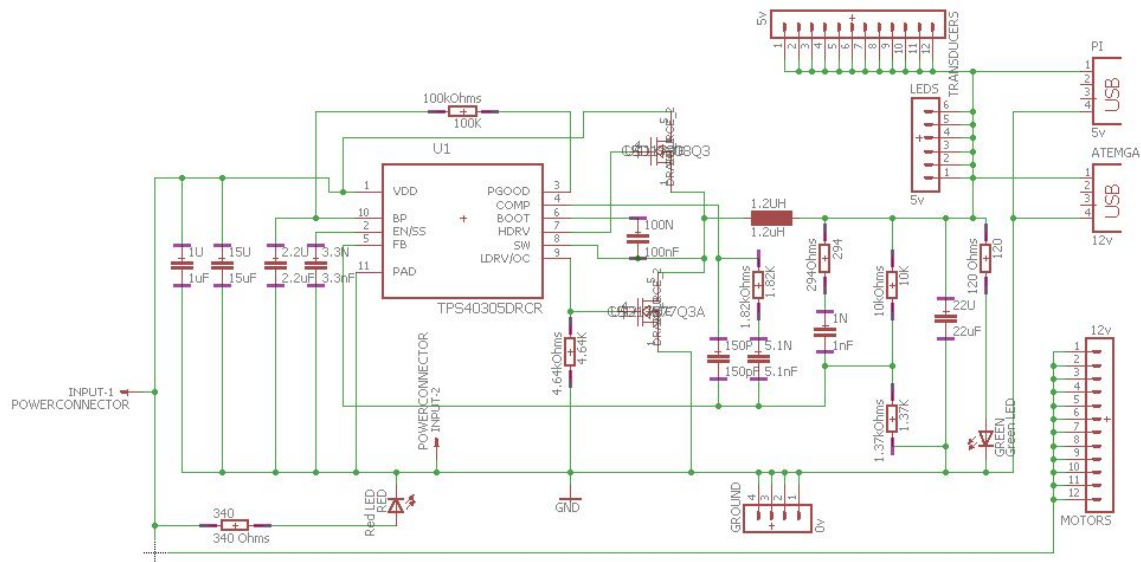 5v
+
1 2 3 4 5 6 7 8 9 10 11 12
TRANSDUCERS
PI
1
2
3
4
USB
5v
LEDS
6
5
4
+
3
2
1
5v
ATEMGA
1
2
3
4
USB
12v
100kOhms
100K
U1
1 VDD
10 BP
2 EN/SS
5 FB
11 PAD
PGOOD 3
COMP 4
BOOT 6
HDRV 7
SW 8
LDRV/OC 9
+
TPS40305DRCR
1.2UH
1.2uH
100N
100nF
1U
1uF
15U
15uF
2.2U
2.2uF
3.3N
3.3nF
4.64kOhms
4.64K
1.82kOhms
1.82K
150P
150pF
5.1N
5.1nF
294Ohms
294
1N
1nF
10kOhms
10K
1.37kOhms
1.37K
22U
22uF
120 Ohms
120
GREEN
Green LED
INPUT-1
POWERCONNECTOR
POWERCONNECTOR
INPUT-2
340
340 Ohms
Red LED
RED
GND
GROUND
4 3 2 1
+
0v
12v
1
2
3
4
5
6
+
7
8
9
10
11
12
MOTORS